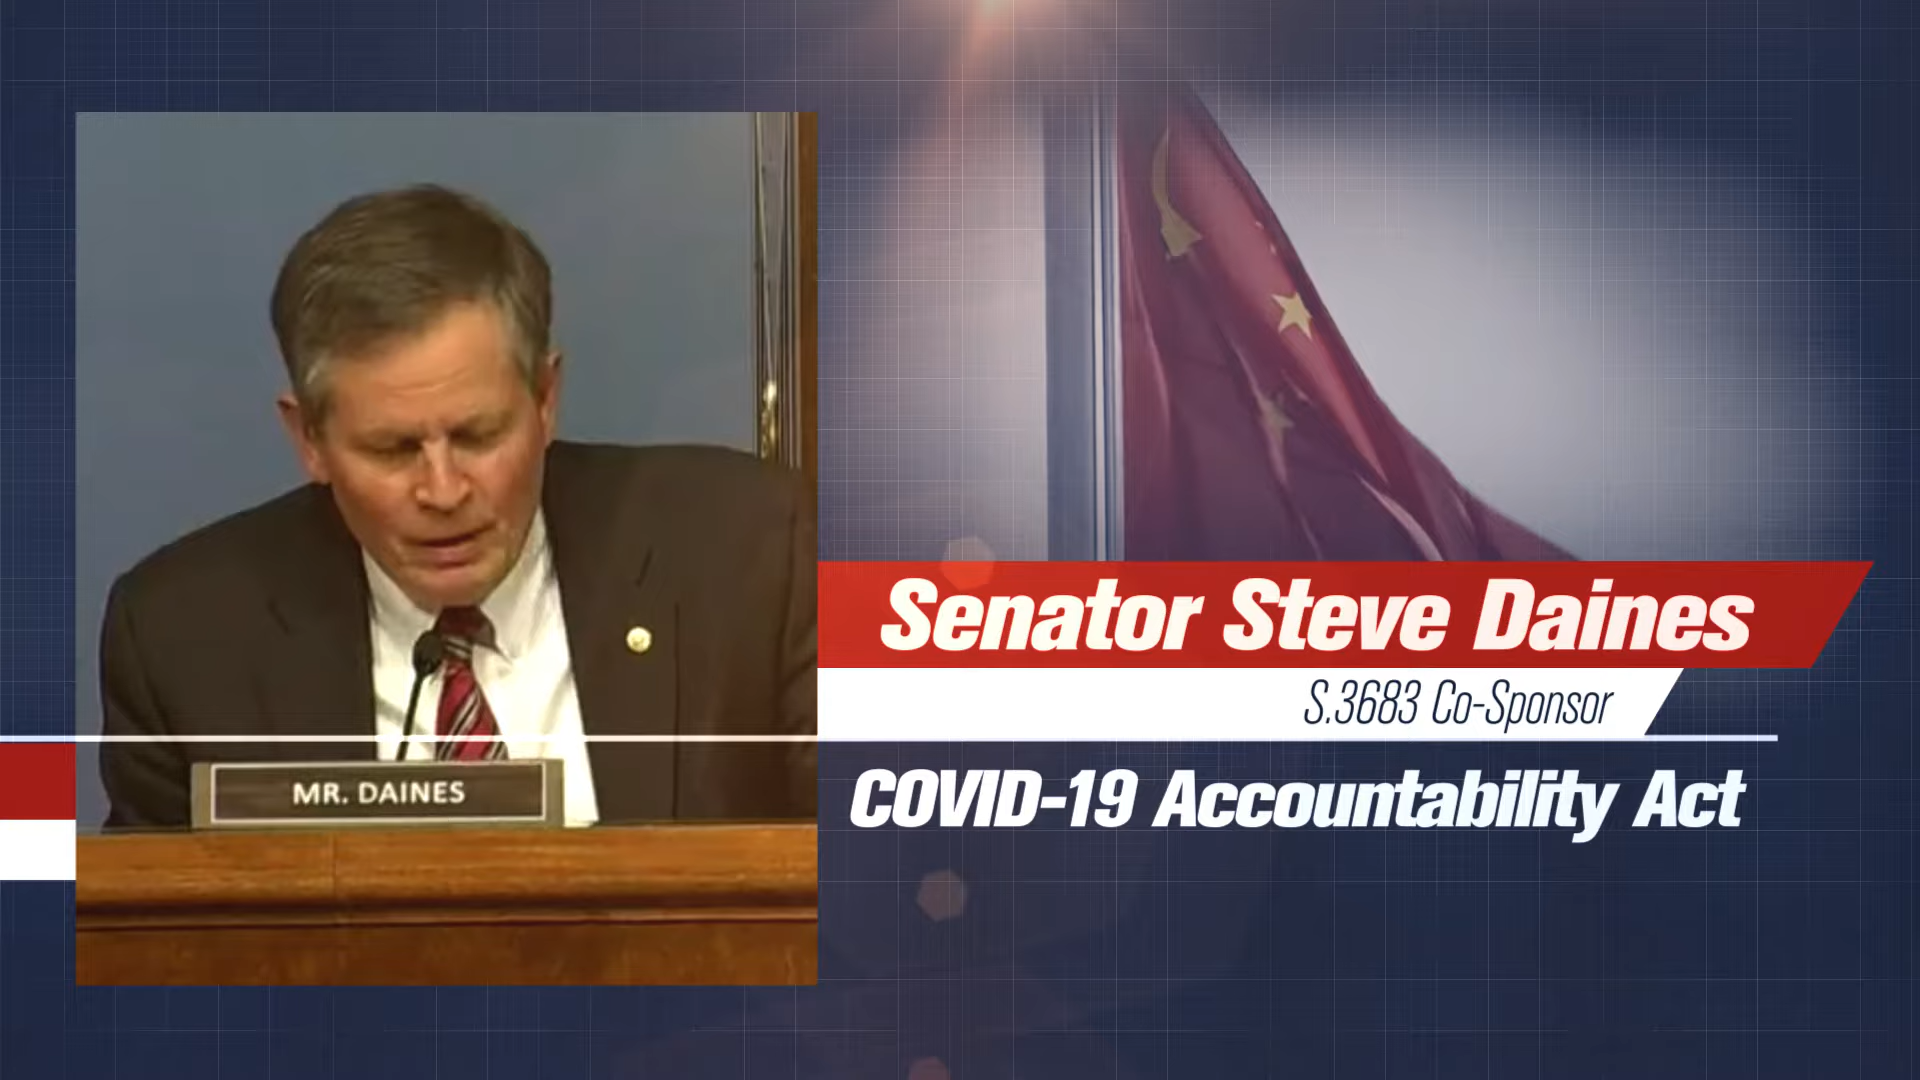 MR. DAINES
Senator Steve Daines
S.3683 Co-Sponsor
COVID-19 Accountability Act